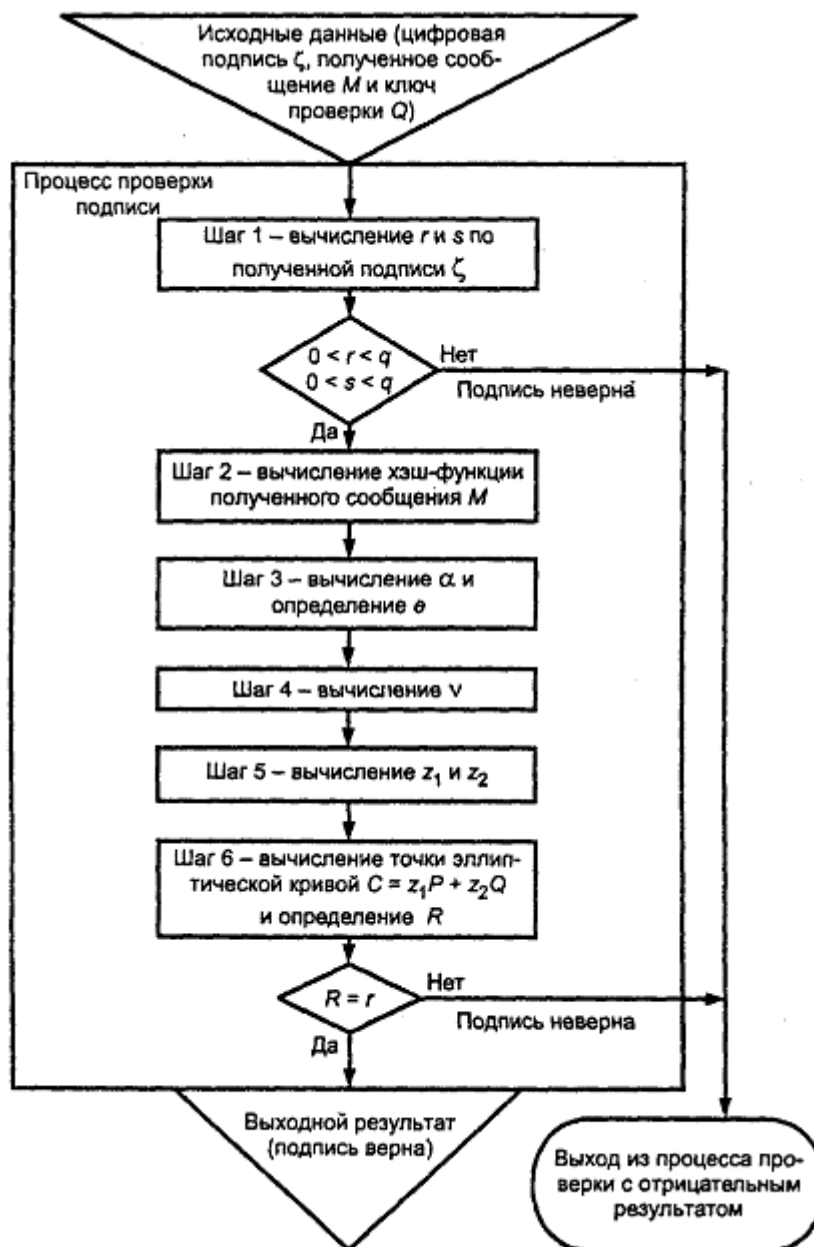 Исходные данные (цифровая
подпись ζ, полученное сооб-
щение M и ключ
проверки Q)
Процесс проверки
подписи
Шаг 1 – вычисление r и s по
полученной подписи ζ
0 < r < q
0 < s < q
Нет
Подпись неверна
Да
Шаг 2 – вычисление хэш-функции
полученного сообщения M
Шаг 3 – вычисление α и
определение e
Шаг 4 – вычисление ν
Шаг 5 – вычисление z₁ и z₂
Шаг 6 – вычисление точки эллип-
тической кривой C = z₁P + z₂Q
и определение R
R = r
Нет
Подпись неверна
Да
Выходной результат
(подпись верна)
Выход из процесса про-
верки с отрицательным
результатом